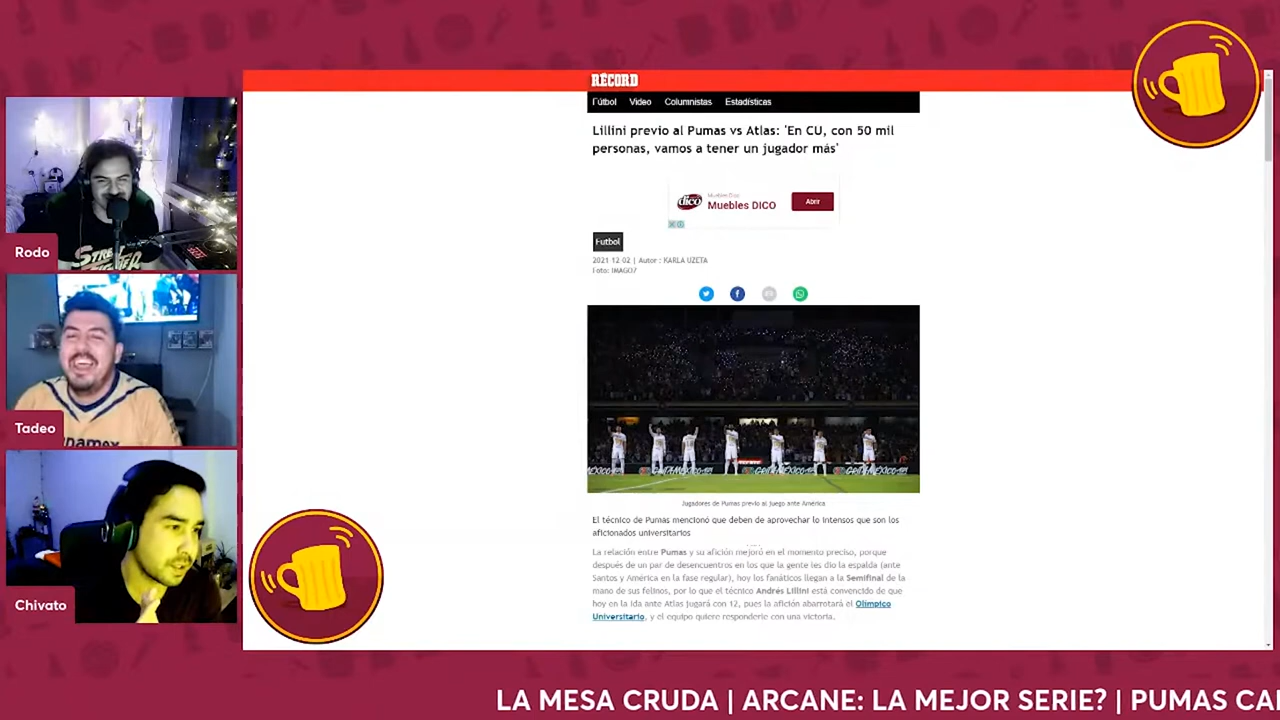 RÉCORD
Fútbol Video Columnistas Estadísticas
Lillini previo al Pumas vs Atlas: 'En CU, con 50 mil
personas, vamos a tener un jugador más'
dico
Muebles Dico
Muebles DICO
Abrir
Futbol
2021 12 02 | Autor : KARLA UZETA
Foto: IMAGO7
Jugadores de Pumas previo al juego ante América
El técnico de Pumas mencionó que deben de aprovechar lo intensos que son los
aficionados universitarios
La relación entre Pumas y su afición mejoró en el momento preciso, porque
después de un par de desencuentros en los que la gente les dio la espalda (ante
Santos y América en la fase regular), hoy los fanáticos llegan a la Semifinal de la
mano de sus felinos, por lo que el técnico Andrés Lillini está convencido de que
hoy en la ida ante Atlas jugará con 12, pues la afición abarrotará el Olímpico
Universitario, y el equipo quiere responderle con una victoria.
Rodo
Tadeo
Chivato
LA MESA CRUDA | ARCANE: LA MEJOR SERIE? | PUMAS CA